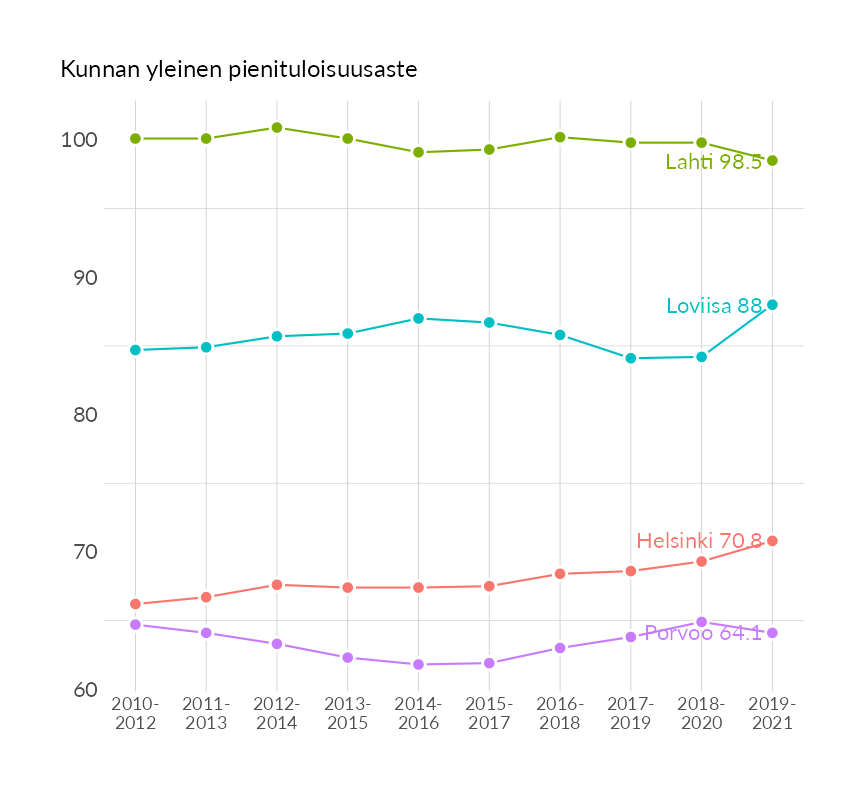 Kunnan yleinen pienituloisuusaste
100
Lahti 98.5
90
Loviisa 88
80
70
Helsinki 70.8
Porvoo 64.1
60
2010- 2011- 2012- 2013- 2014- 2015- 2016- 2017- 2018- 2019-
2012 2013 2014 2015 2016 2017 2018 2019 2020 2021